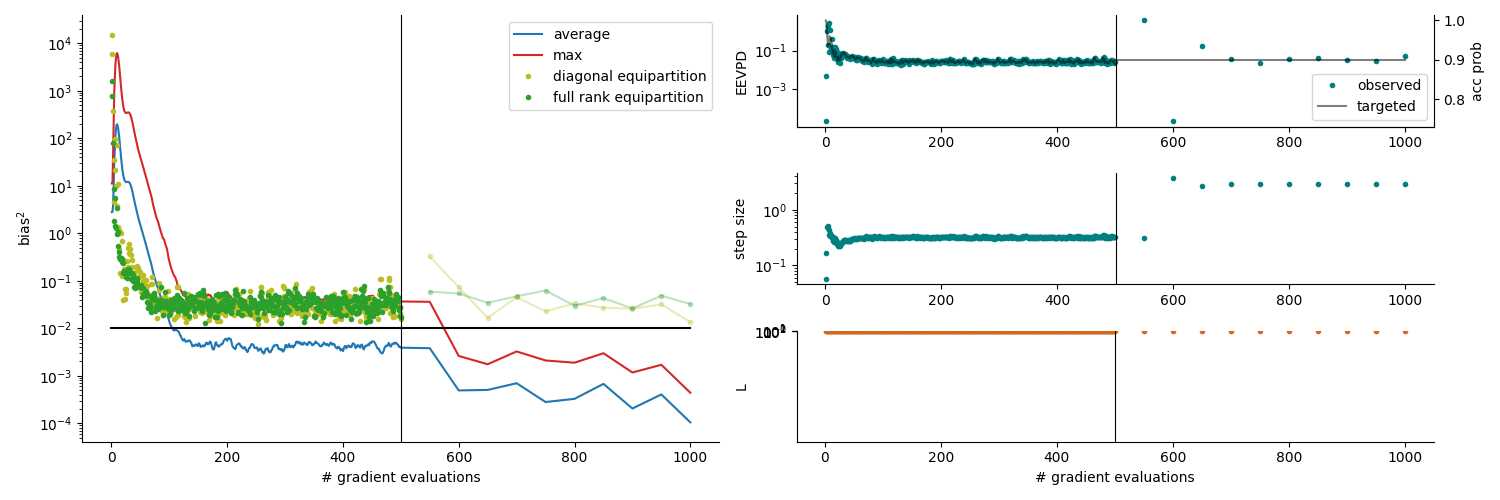 10⁴
10³
10²
10¹
10⁰
10⁻¹
10⁻²
10⁻³
10⁻⁴
bias²
0 200 400 600 800 1000
# gradient evaluations
average
max
diagonal equipartition
full rank equipartition
EEVPD
10⁻¹
10⁻³
1.0
0.9
0.8
acc prob
observed
targeted
0 200 400 600 800 1000
step size
10⁰
10⁻¹
0 200 400 600 800 1000
L
0 200 400 600 800 1000
# gradient evaluations